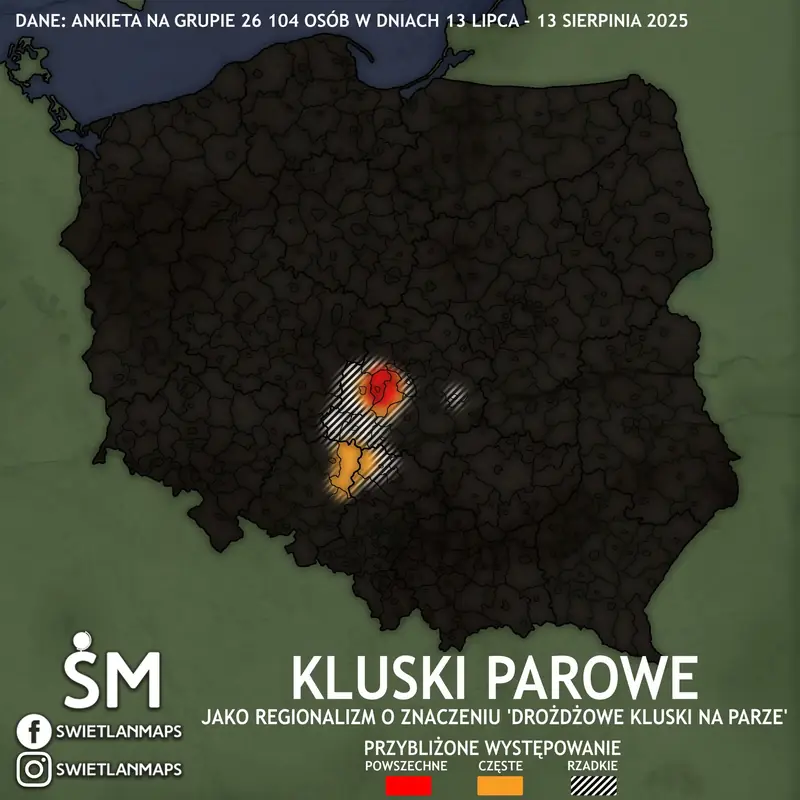 DANE: ANKIETA NA GRUPIE 26 104 OSÓB W DNIACH 13 LIPCA - 13 SIERPINIA 2025
ŚM
SWIETLANMAPS
SWIETLANMAPS
KLUSKI PAROWE
JAKO REGIONALIZM O ZNACZENIU 'DROŻDŻOWE KLUSKI NA PARZE'
PRZYBLIŻONE WYSTĘPOWANIE
POWSZECHNE CZĘSTE RZADKIE